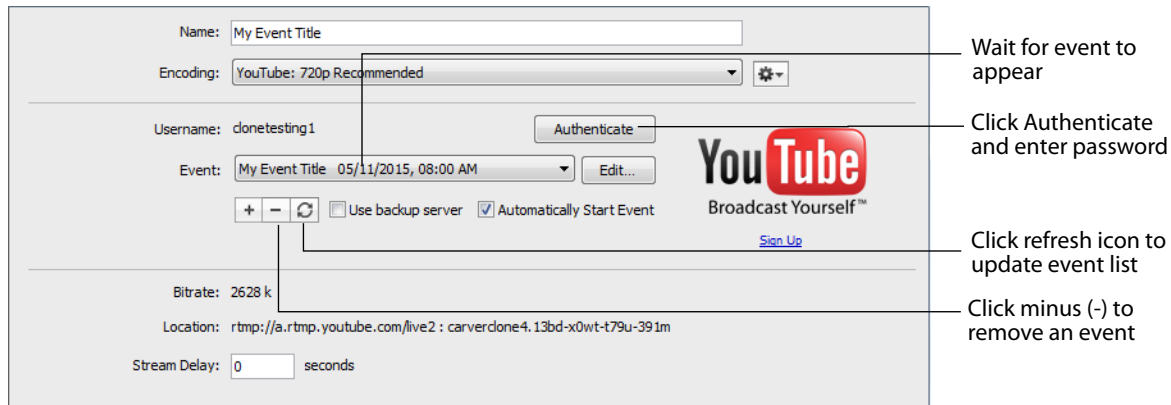 Name: My Event Title
Encoding: YouTube: 720p Recommended
Wait for event to
appear
Username: clonetesting1
Authenticate
Click Authenticate
and enter password
Event: My Event Title 05/11/2015, 08:00 AM
Edit...
YouTube
Broadcast Yourself™
+ - Use backup server Automatically Start Event
Sign Up
Click refresh icon to
update event list
Bitrate: 2628 k
Click minus (-) to
remove an event
Location: rtmp://a.rtmp.youtube.com/live2 : carverclone4.13bd-x0wt-t79u-391m
Stream Delay: 0 seconds